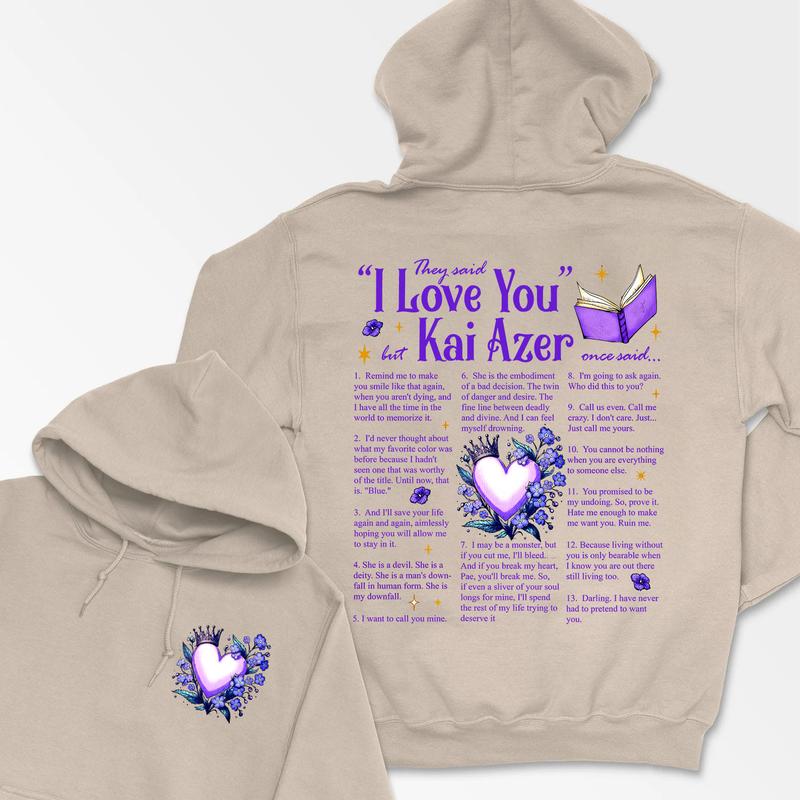 They said
“I Love You”
but Kai Azer once said...
1. Remind me to make
you smile like that again,
when you aren't dying, and
I have all the time in the
world to memorize it.
2. I'd never thought about
what my favorite color was
before because I hadn't
seen one that was worthy
of the title. Until now, that
is. "Blue."
3. And I'll save your life
again and again, aimlessly
hoping you will allow me
to stay in it.
4. She is a devil. She is a
deity. She is a man's down-
fall in human form. She is
my downfall.
5. I want to call you mine.
6. She is the embodiment
of a bad decision. The twin
of danger and desire. The
fine line between deadly
and divine. And I can feel
myself drowning.
7. I may be a monster, but
if you cut me, I'll bleed.
And if you break my heart,
Pae, you'll break me. So,
if even a sliver of your soul
longs for mine, I'll spend
the rest of my life trying to
deserve it
8. I'm going to ask again.
Who did this to you?
9. Call us even. Call me
crazy. I don't care. Just...
Just call me yours.
10. You cannot be nothing
when you are everything
to someone else.
11. You promised to be
my undoing. So, prove it.
Hate me enough to make
me want you. Ruin me.
12. Because living without
you is only bearable when
I know you are out there
still living too.
13. Darling. I have never
had to pretend to want
you.